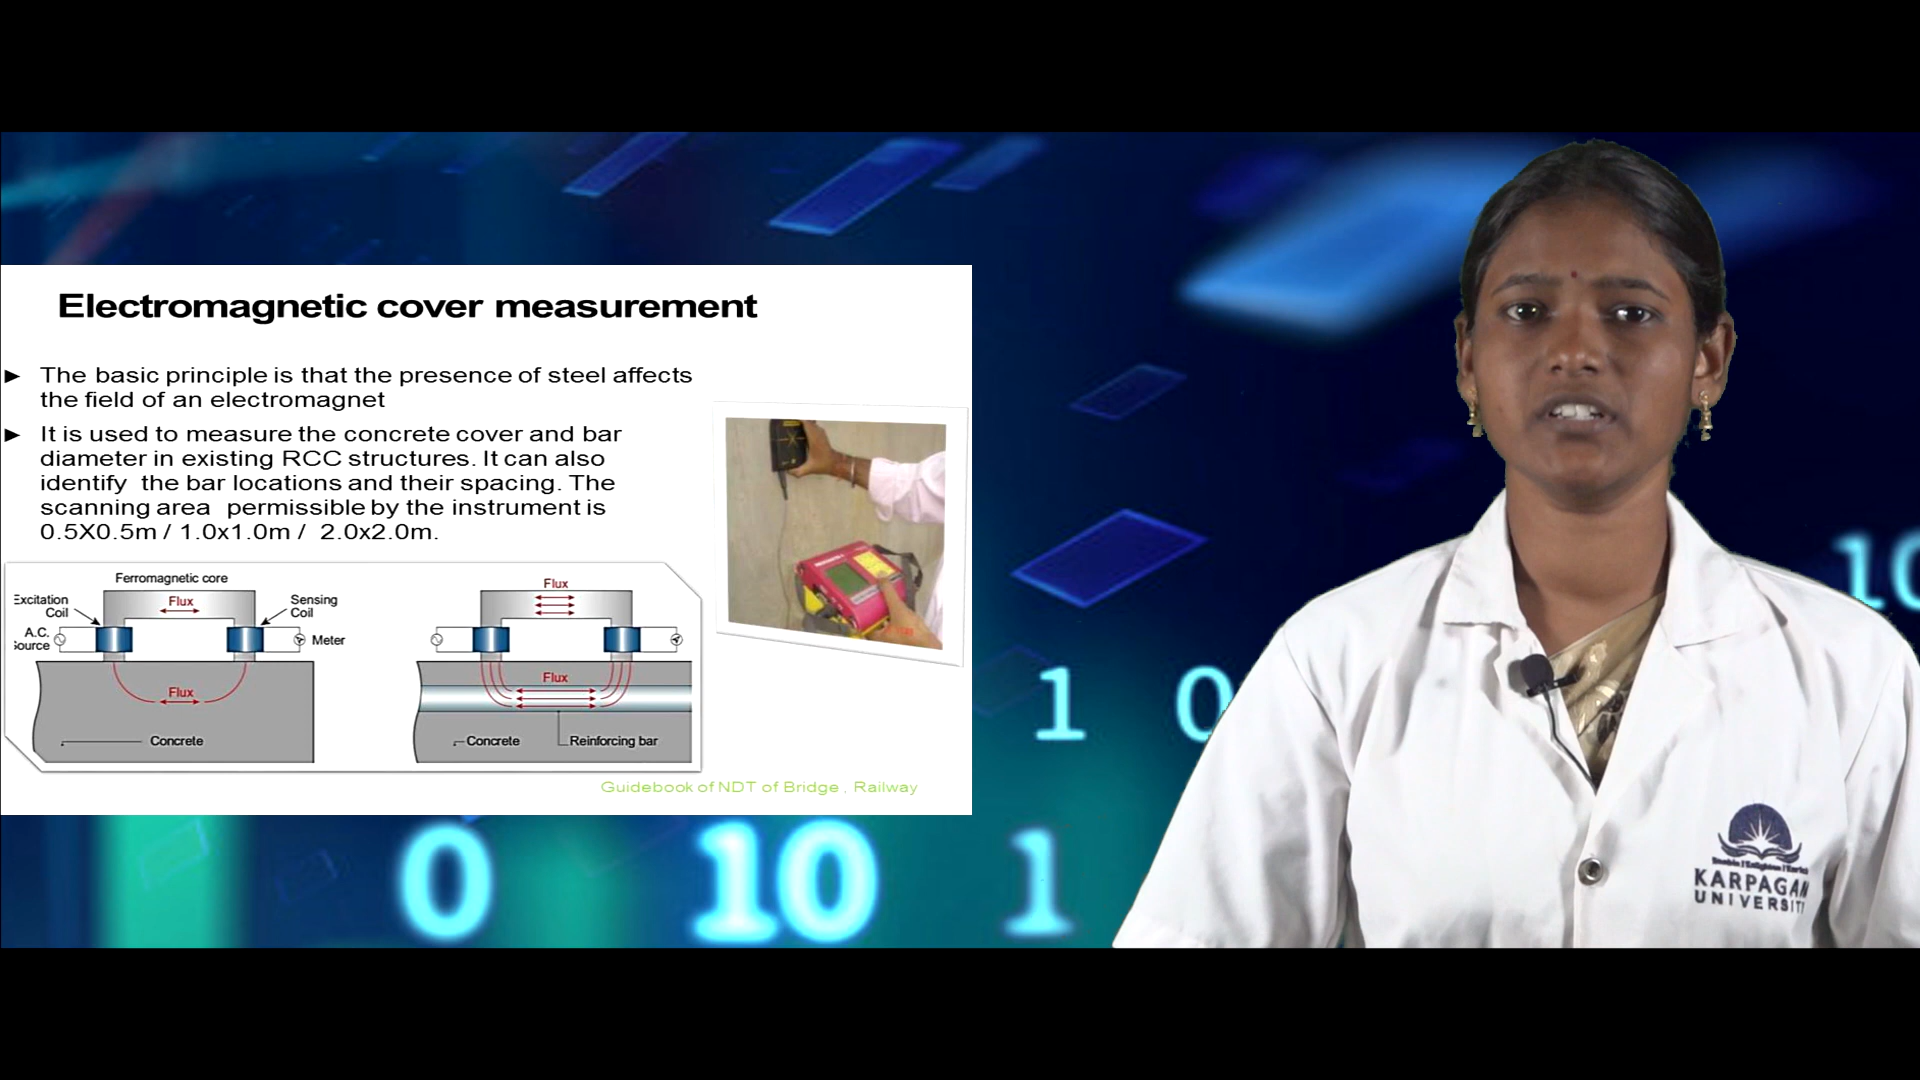 Electromagnetic cover measurement
► The basic principle is that the presence of steel affects
the field of an electromagnet
► It is used to measure the concrete cover and bar
diameter in existing RCC structures. It can also
identify the bar locations and their spacing. The
scanning area permissible by the instrument is
0.5X0.5m / 1.0x1.0m / 2.0x2.0m.
Ferromagnetic core
Excitation
Coil
Flux
Sensing
Coil
A.C.
Source
Meter
Flux
Concrete
Flux
Flux
Concrete
Reinforcing bar
Guidebook of NDT of Bridge , Railway
10
1 0
0 10 1
KARPAGAM
UNIVERSITY